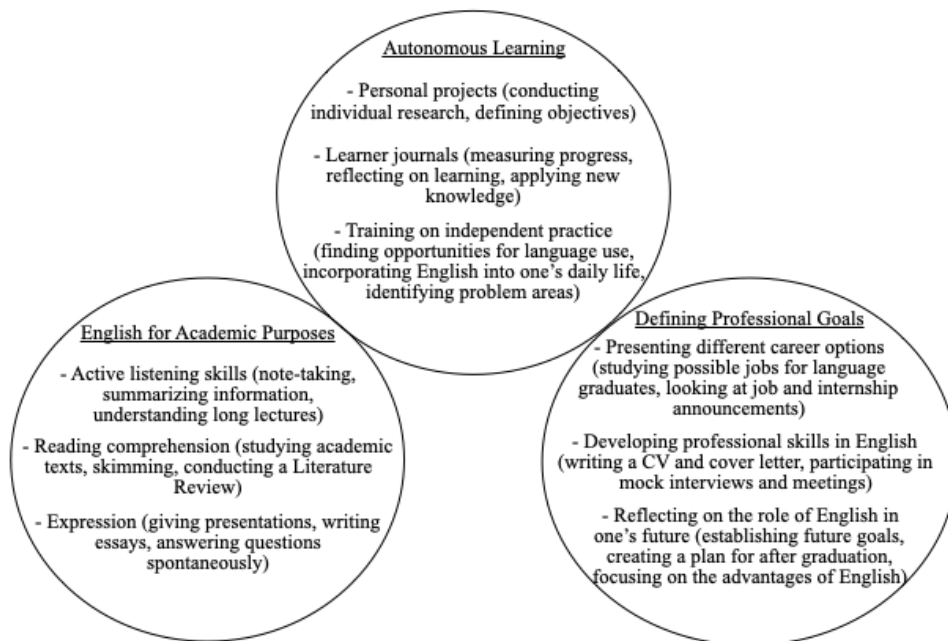 Autonomous Learning
- Personal projects (conducting
individual research, defining objectives)
- Learner journals (measuring progress,
reflecting on learning, applying new
knowledge)
- Training on independent practice
(finding opportunities for language use,
incorporating English into one’s daily life,
identifying problem areas)
English for Academic Purposes
- Active listening skills (note-taking,
summarizing information,
understanding long lectures)
- Reading comprehension (studying academic
texts, skimming, conducting a Literature
Review)
- Expression (giving presentations, writing
essays, answering questions
spontaneously)
Defining Professional Goals
- Presenting different career options
(studying possible jobs for language
graduates, looking at job and internship
announcements)
- Developing professional skills in English
(writing a CV and cover letter, participating in
mock interviews and meetings)
- Reflecting on the role of English in
one’s future (establishing future goals,
creating a plan for after graduation,
focusing on the advantages of English)